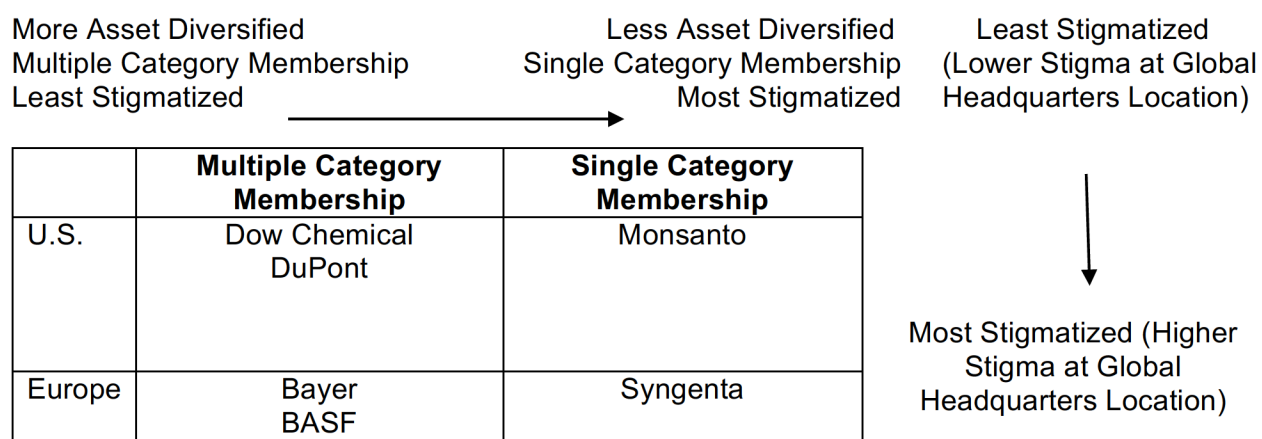 More Asset Diversified
Multiple Category Membership
Least Stigmatized
Less Asset Diversified
Single Category Membership
Most Stigmatized
Least Stigmatized
(Lower Stigma at Global
Headquarters Location)
Multiple Category
Membership
Single Category
Membership
U.S.
Dow Chemical
DuPont
Monsanto
Europe
Bayer
BASF
Syngenta
Most Stigmatized (Higher
Stigma at Global
Headquarters Location)